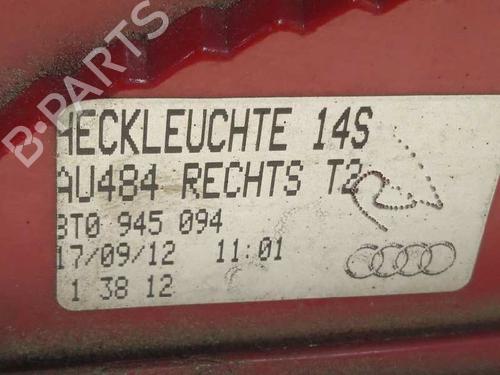 B-PARTS
HECKLEUCHTE 14S
AU484 RECHTS T2
8T0 945 094
17/09/12 11:01
1 38 12